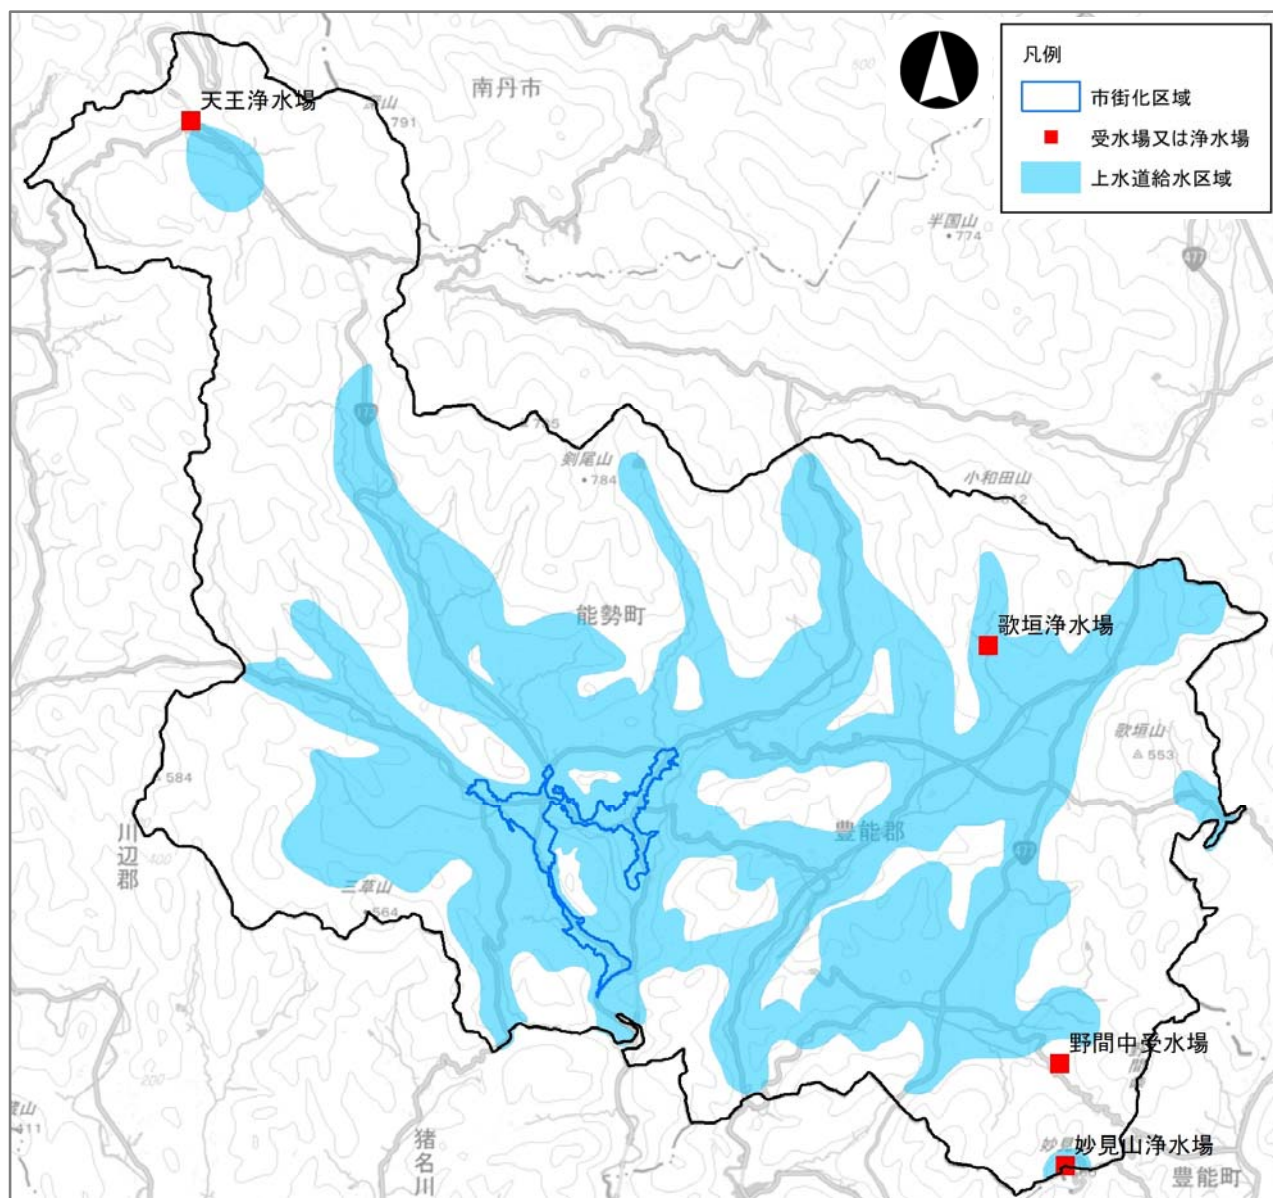 凡例
市街化区域
受水場又は浄水場
上水道給水区域
南丹市
天王浄水場
791
半国山
774
477
477
剣尾山
784
小和田山
能勢町
歌垣浄水場
歌垣山
553
584
川辺郡
豊能郡
477
三草山
564
野間中受水場
妙見山浄水場
411
猪名川
豊能町